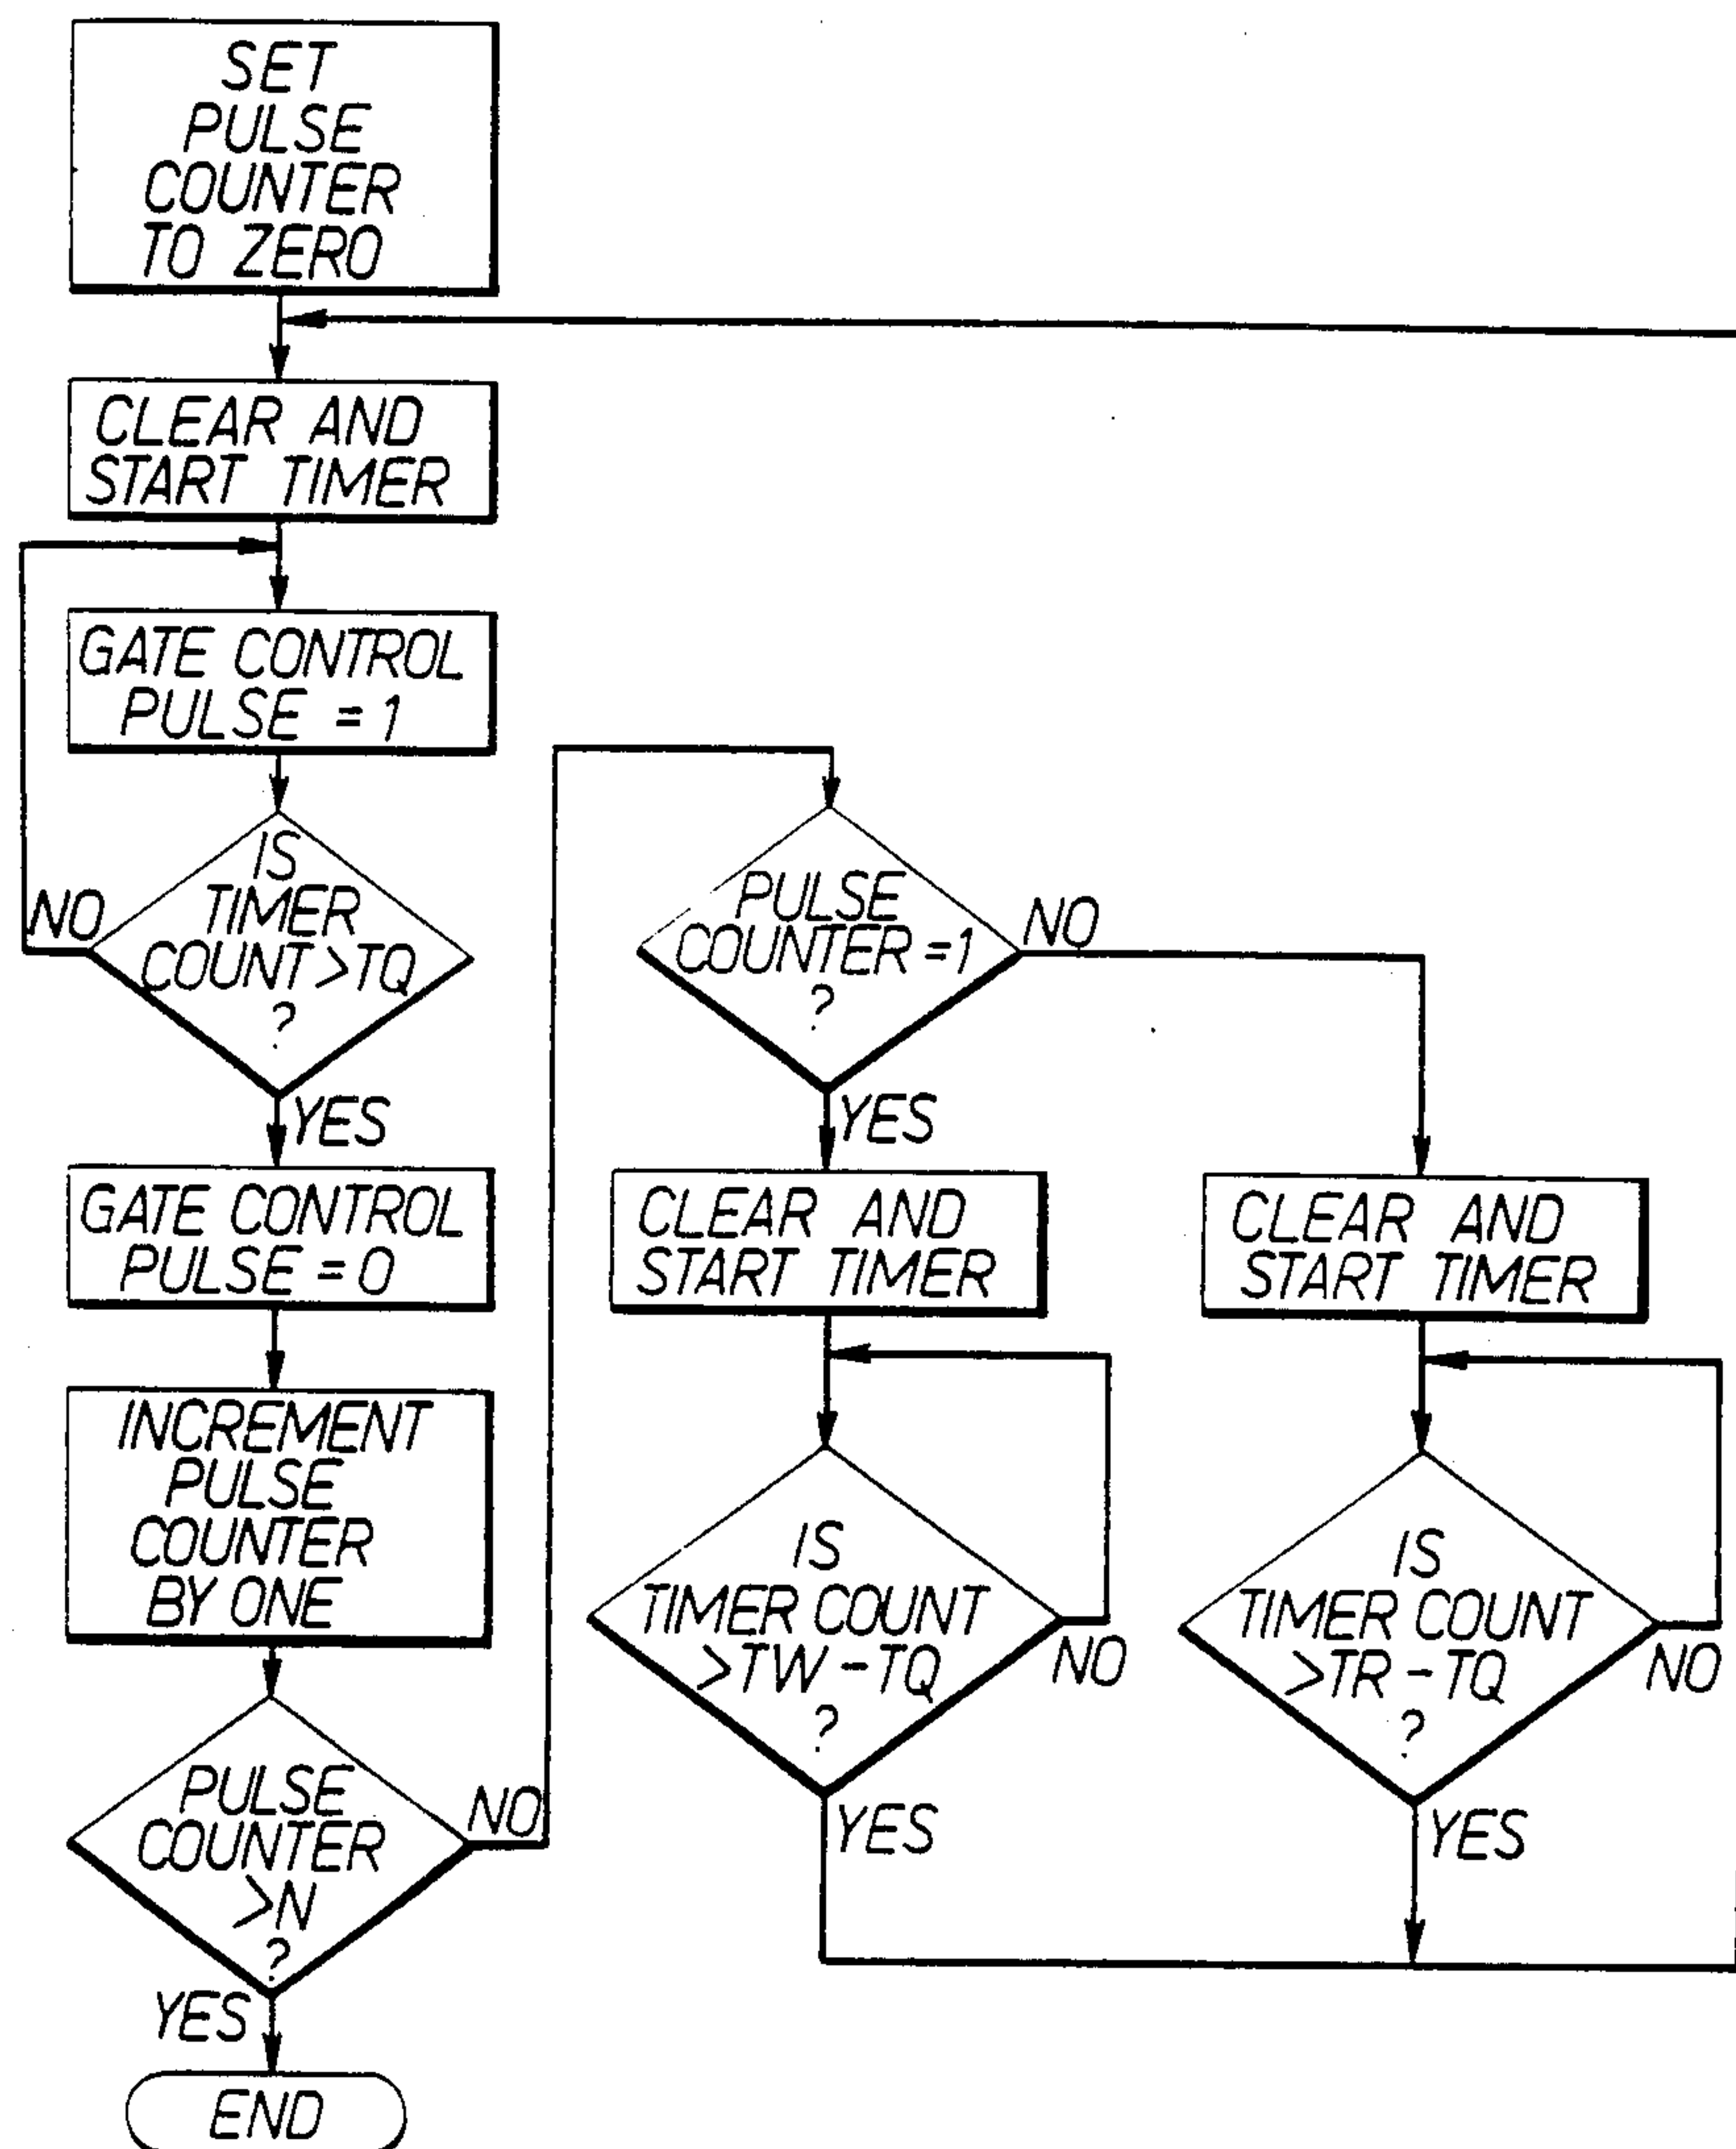 SET
PULSE
COUNTER
TO ZERO
CLEAR AND
START TIMER
GATE CONTROL
PULSE = 1
IS
TIMER
COUNT > TQ
?
NO
YES
GATE CONTROL
PULSE = 0
INCREMENT
PULSE
COUNTER
BY ONE
PULSE
COUNTER
>N
?
NO
YES
END
PULSE
COUNTER = 1
?
NO
YES
CLEAR AND
START TIMER
IS
TIMER COUNT
>TW - TQ
?
NO
YES
CLEAR AND
START TIMER
IS
TIMER COUNT
>TR - TQ
?
NO
YES